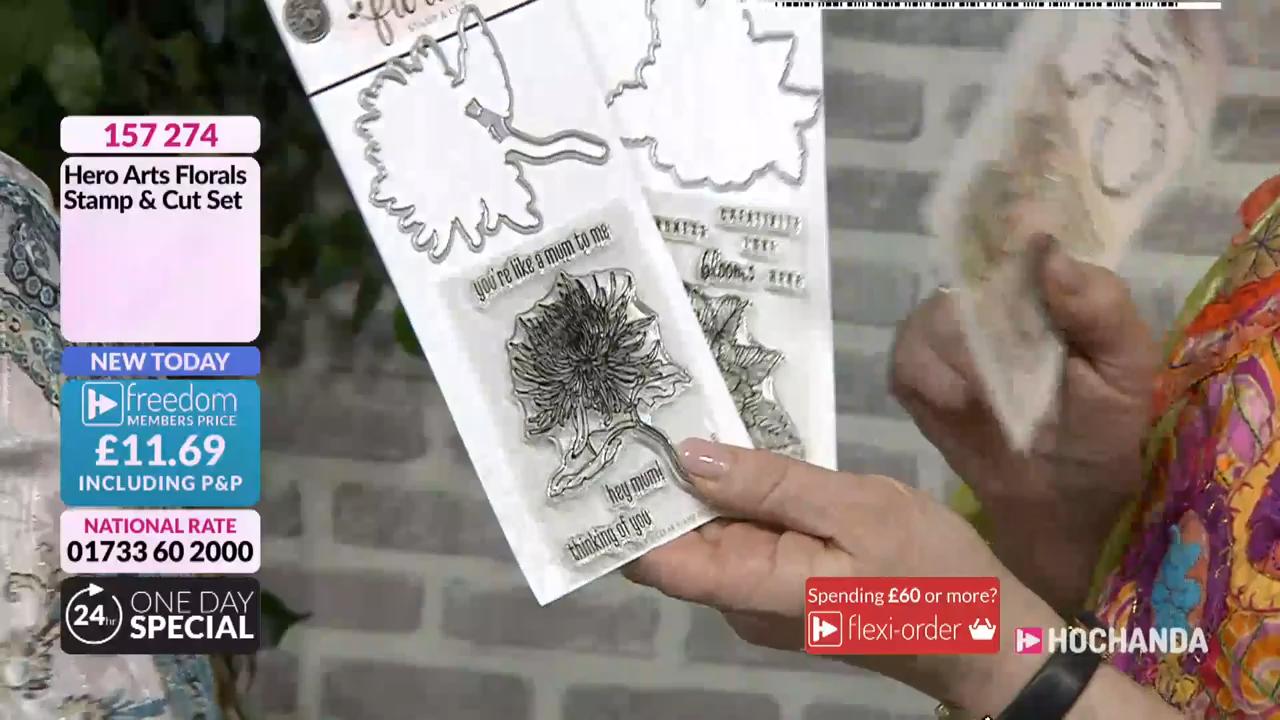 157 274
Hero Arts Florals
Stamp & Cut Set
NEW TODAY
freedom
MEMBERS PRICE
£11.69
INCLUDING P&P
NATIONAL RATE
01733 60 2000
24hr
ONE DAY
SPECIAL
you're like a mum to me
hey mum!
thinking of you
CREATIVITY
blooms HERE
Spending £60 or more?
flexi-order
HOCHANDA